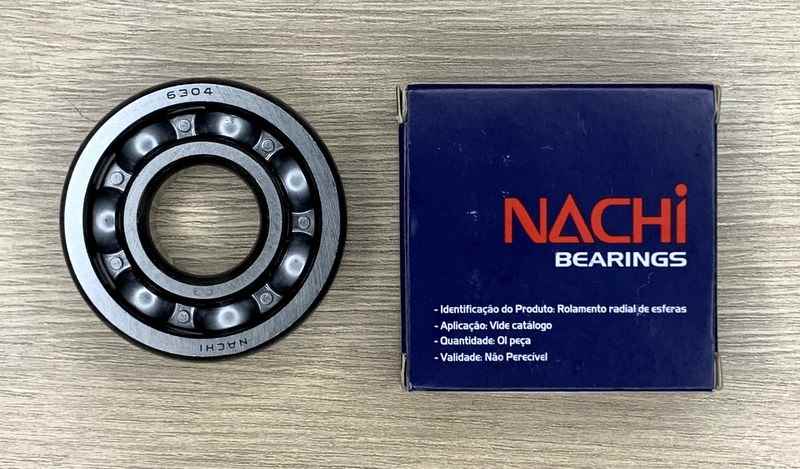 6304
NACHI
NACHi
BEARINGS
- Identificação do Produto: Rolamento radial de esferas
- Aplicação: Vide catálogo
- Quantidade: 01 peça
- Validade: Não Perecível